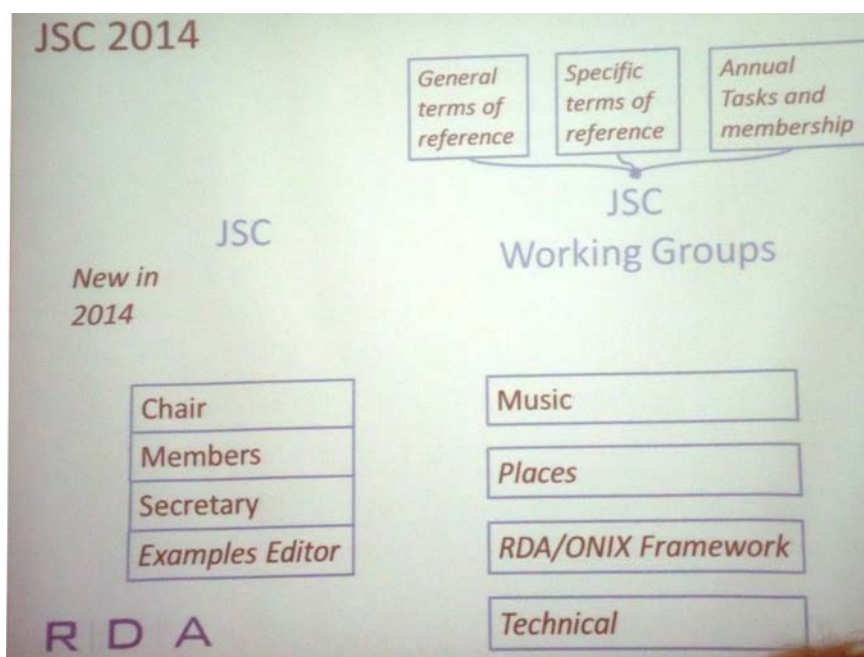 JSC 2014
General
terms of
reference
Specific
terms of
reference
Annual
Tasks and
membership
JSC
New in
2014
JSC
Working Groups
Chair
Members
Secretary
Examples Editor
Music
Places
RDA/ONIX Framework
Technical
R D A